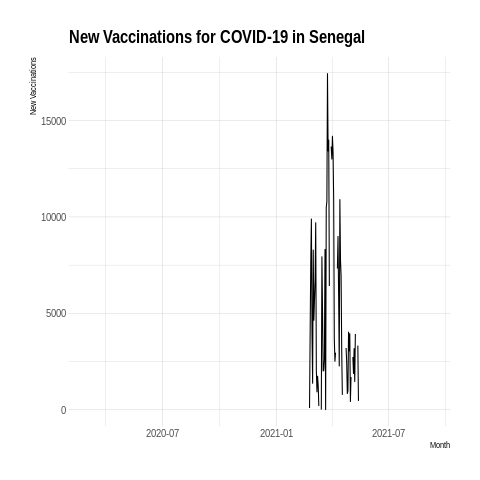 New Vaccinations for COVID-19 in Senegal
New Vaccinations
15000
10000
5000
0
2020-07 2021-01 2021-07
Month